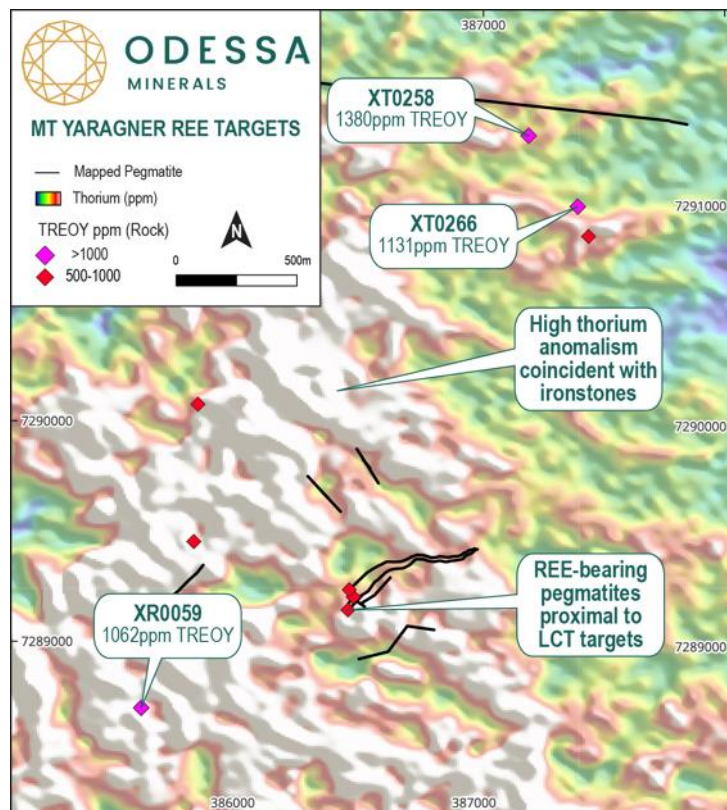 ODESSA
MINERALS
MT YARAGNER REE TARGETS
Mapped Pegmatite
Thorium (ppm)
TREOY ppm (Rock)
>1000
500-1000
N
0 500m
387000
XT0258
1380ppm TREOY
7291000
XT0266
1131ppm TREOY
High thorium
anomalism
coincident with
ironstones
7290000
7290000
REE-bearing
pegmatites
proximal to
LCT targets
XR0059
1062ppm TREOY
7289000
7289000
386000
387000